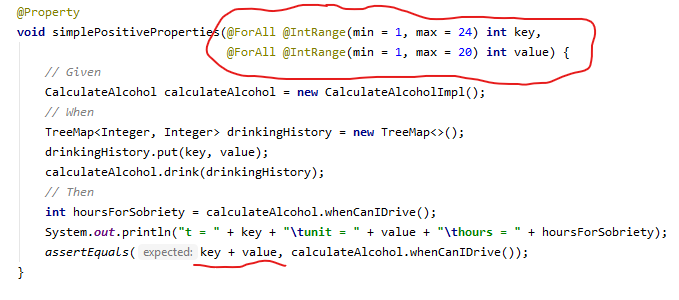 @Property
void simplePositiveProperties(@ForAll @IntRange(min = 1, max = 24) int key,
@ForAll @IntRange(min = 1, max = 20) int value) {
// Given
CalculateAlcohol calculateAlcohol = new CalculateAlcoholImpl();
// When
TreeMap<Integer, Integer> drinkingHistory = new TreeMap<>();
drinkingHistory.put(key, value);
calculateAlcohol.drink(drinkingHistory);
// Then
int hoursForSobriety = calculateAlcohol.whenCanIDrive();
System.out.println("t = " + key + "\tunit = " + value + "\thours = " + hoursForSobriety);
assertEquals( expected: key + value, calculateAlcohol.whenCanIDrive());
}